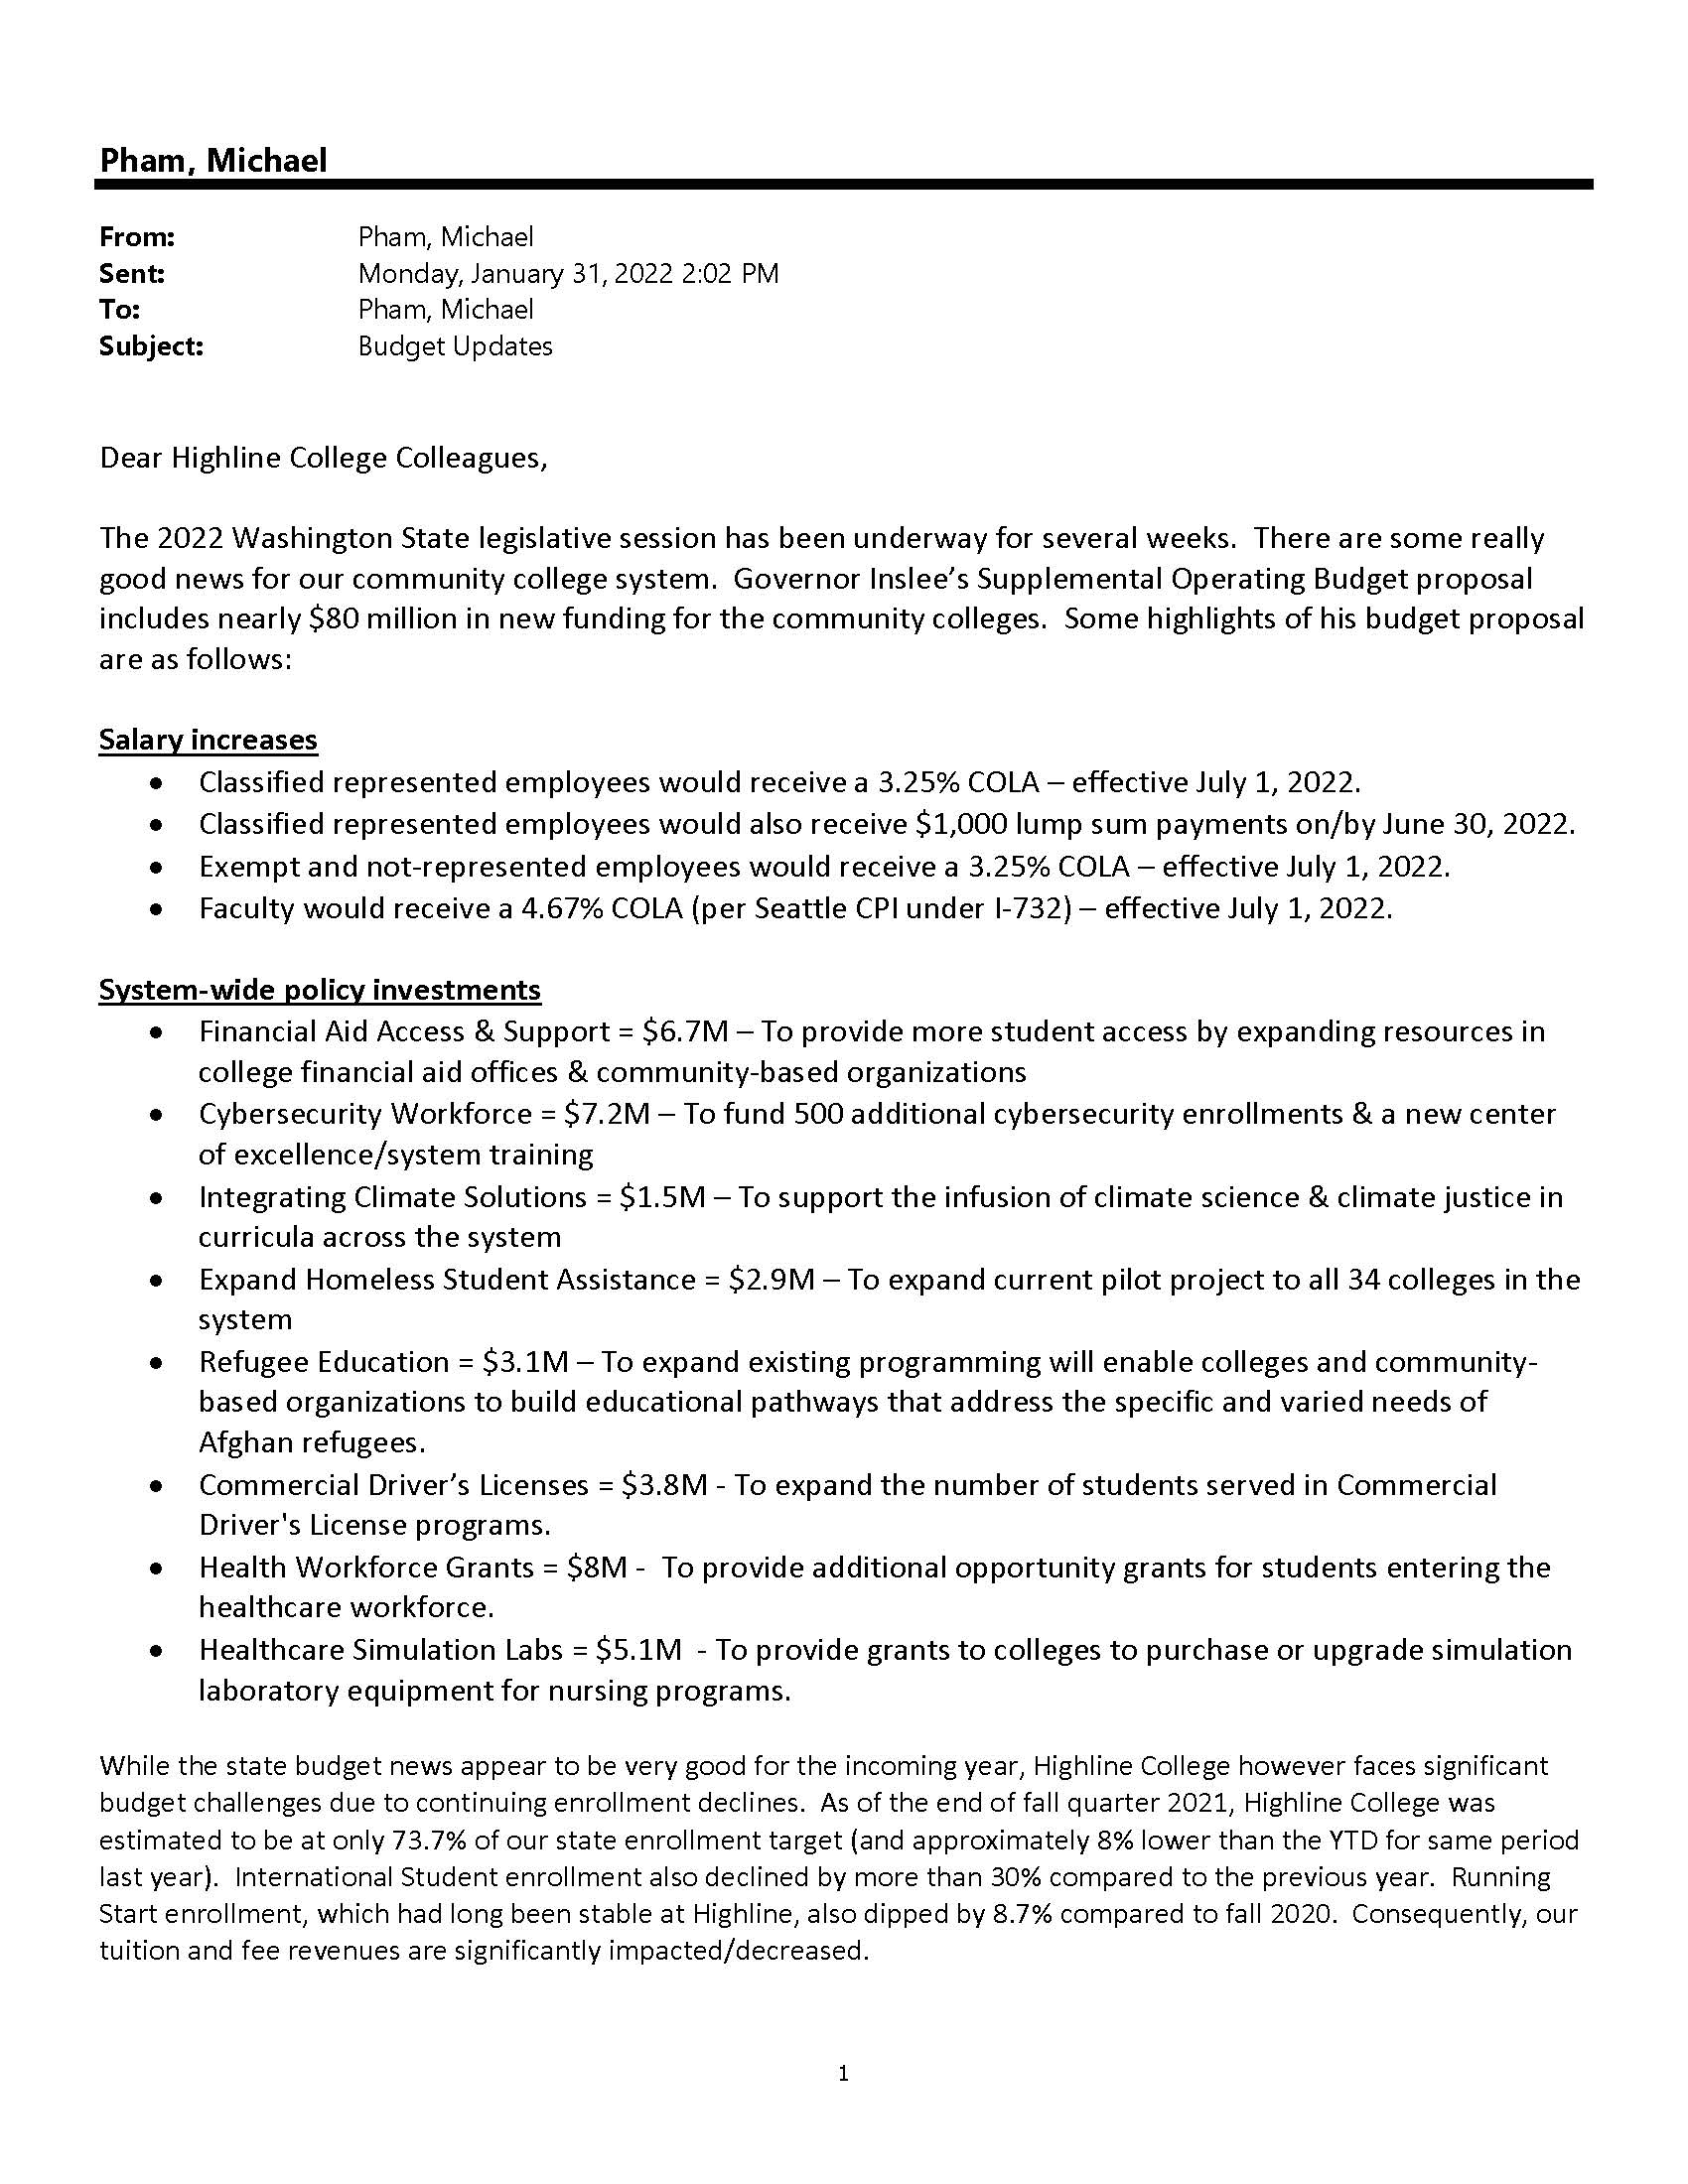 Pham, Michael
From: Pham, Michael
Sent: Monday, January 31, 2022 2:02 PM
To: Pham, Michael
Subject: Budget Updates
Dear Highline College Colleagues,
The 2022 Washington State legislative session has been underway for several weeks.  There are some really
good news for our community college system.  Governor Inslee’s Supplemental Operating Budget proposal
includes nearly $80 million in new funding for the community colleges.  Some highlights of his budget proposal
are as follows:
Salary increases
• Classified represented employees would receive a 3.25% COLA – effective July 1, 2022.
• Classified represented employees would also receive $1,000 lump sum payments on/by June 30, 2022.
• Exempt and not-represented employees would receive a 3.25% COLA – effective July 1, 2022.
• Faculty would receive a 4.67% COLA (per Seattle CPI under I-732) – effective July 1, 2022.
System-wide policy investments
• Financial Aid Access & Support = $6.7M – To provide more student access by expanding resources in
college financial aid offices & community-based organizations
• Cybersecurity Workforce = $7.2M – To fund 500 additional cybersecurity enrollments & a new center
of excellence/system training
• Integrating Climate Solutions = $1.5M – To support the infusion of climate science & climate justice in
curricula across the system
• Expand Homeless Student Assistance = $2.9M – To expand current pilot project to all 34 colleges in the
system
• Refugee Education = $3.1M – To expand existing programming will enable colleges and community-
based organizations to build educational pathways that address the specific and varied needs of
Afghan refugees.
• Commercial Driver’s Licenses = $3.8M - To expand the number of students served in Commercial
Driver's License programs.
• Health Workforce Grants = $8M -  To provide additional opportunity grants for students entering the
healthcare workforce.
• Healthcare Simulation Labs = $5.1M  - To provide grants to colleges to purchase or upgrade simulation
laboratory equipment for nursing programs.
While the state budget news appear to be very good for the incoming year, Highline College however faces significant
budget challenges due to continuing enrollment declines.  As of the end of fall quarter 2021, Highline College was
estimated to be at only 73.7% of our state enrollment target (and approximately 8% lower than the YTD for same period
last year).  International Student enrollment also declined by more than 30% compared to the previous year.  Running
Start enrollment, which had long been stable at Highline, also dipped by 8.7% compared to fall 2020.  Consequently, our
tuition and fee revenues are significantly impacted/decreased.
1